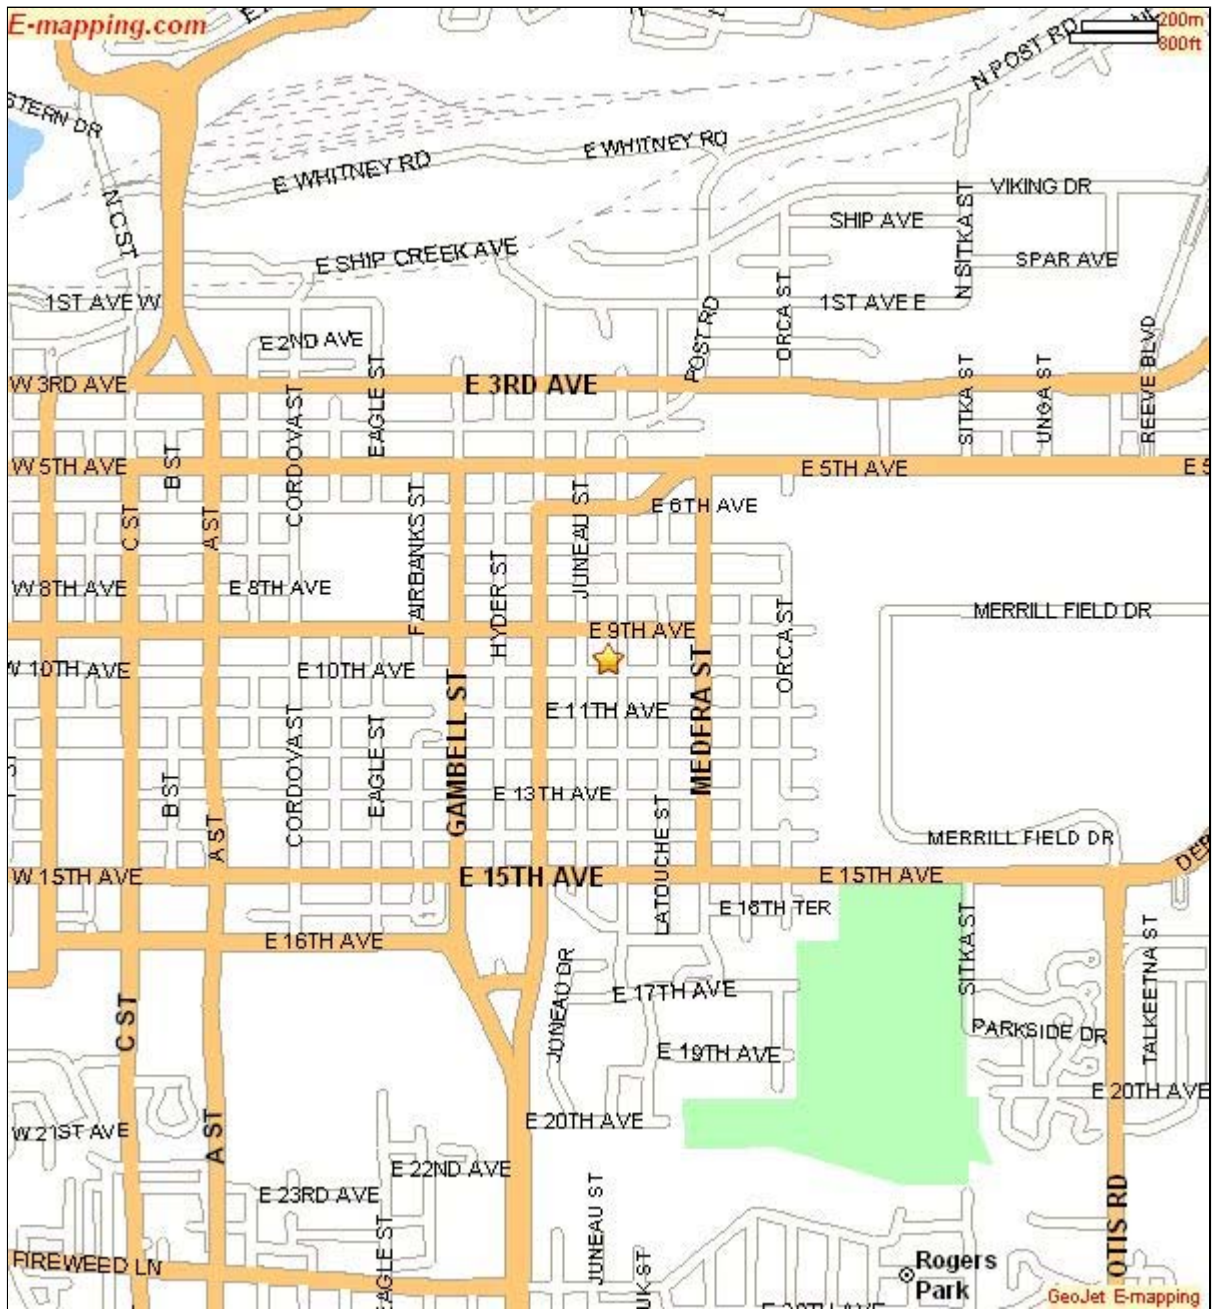 E-mapping.com
200m
800ft
N POST RD
STERN DR
E WHITNEY RD
E WHITNEY RD
VIKING DR
N C ST
SHIP AVE
N SITKA ST
E SHIP CREEK AVE
SPAR AVE
1ST AVE W
ORCA ST
1ST AVE E
POST RD
E 2ND AVE
REEVE BLVD
W 3RD AVE
E 3RD AVE
EAGLE ST
CORDOVA ST
SITKA ST
UNGA ST
B ST
W 5TH AVE
E 5TH AVE
E 5
C ST
A ST
FAIRBANKS ST
JUNEAU ST
E 6TH AVE
W 8TH AVE
E 8TH AVE
HYDER ST
MERRILL FIELD DR
E 9TH AVE
ORCA ST
W 10TH AVE
E 10TH AVE
GAMBELL ST
MEDFRA ST
E 11TH AVE
CORDOVA ST
EAGLE ST
B ST
E 13TH AVE
A ST
LATOUCHE ST
MERRILL FIELD DR
DEB
W 15TH AVE
E 15TH AVE
E 15TH AVE
E 16TH TER
E 16TH AVE
SITKA ST
TALKEETNA ST
JUNEAU DR
E 17TH AVE
C ST
PARKSIDE DR
E 19TH AVE
E 20TH AVE
E 20TH AVE
W 21ST AVE
A ST
E 22ND AVE
E 23RD AVE
JUNEAU ST
EAGLE ST
OTIS RD
UK ST
FIREWEED LN
Rogers
Park
GeoJet E-mapping